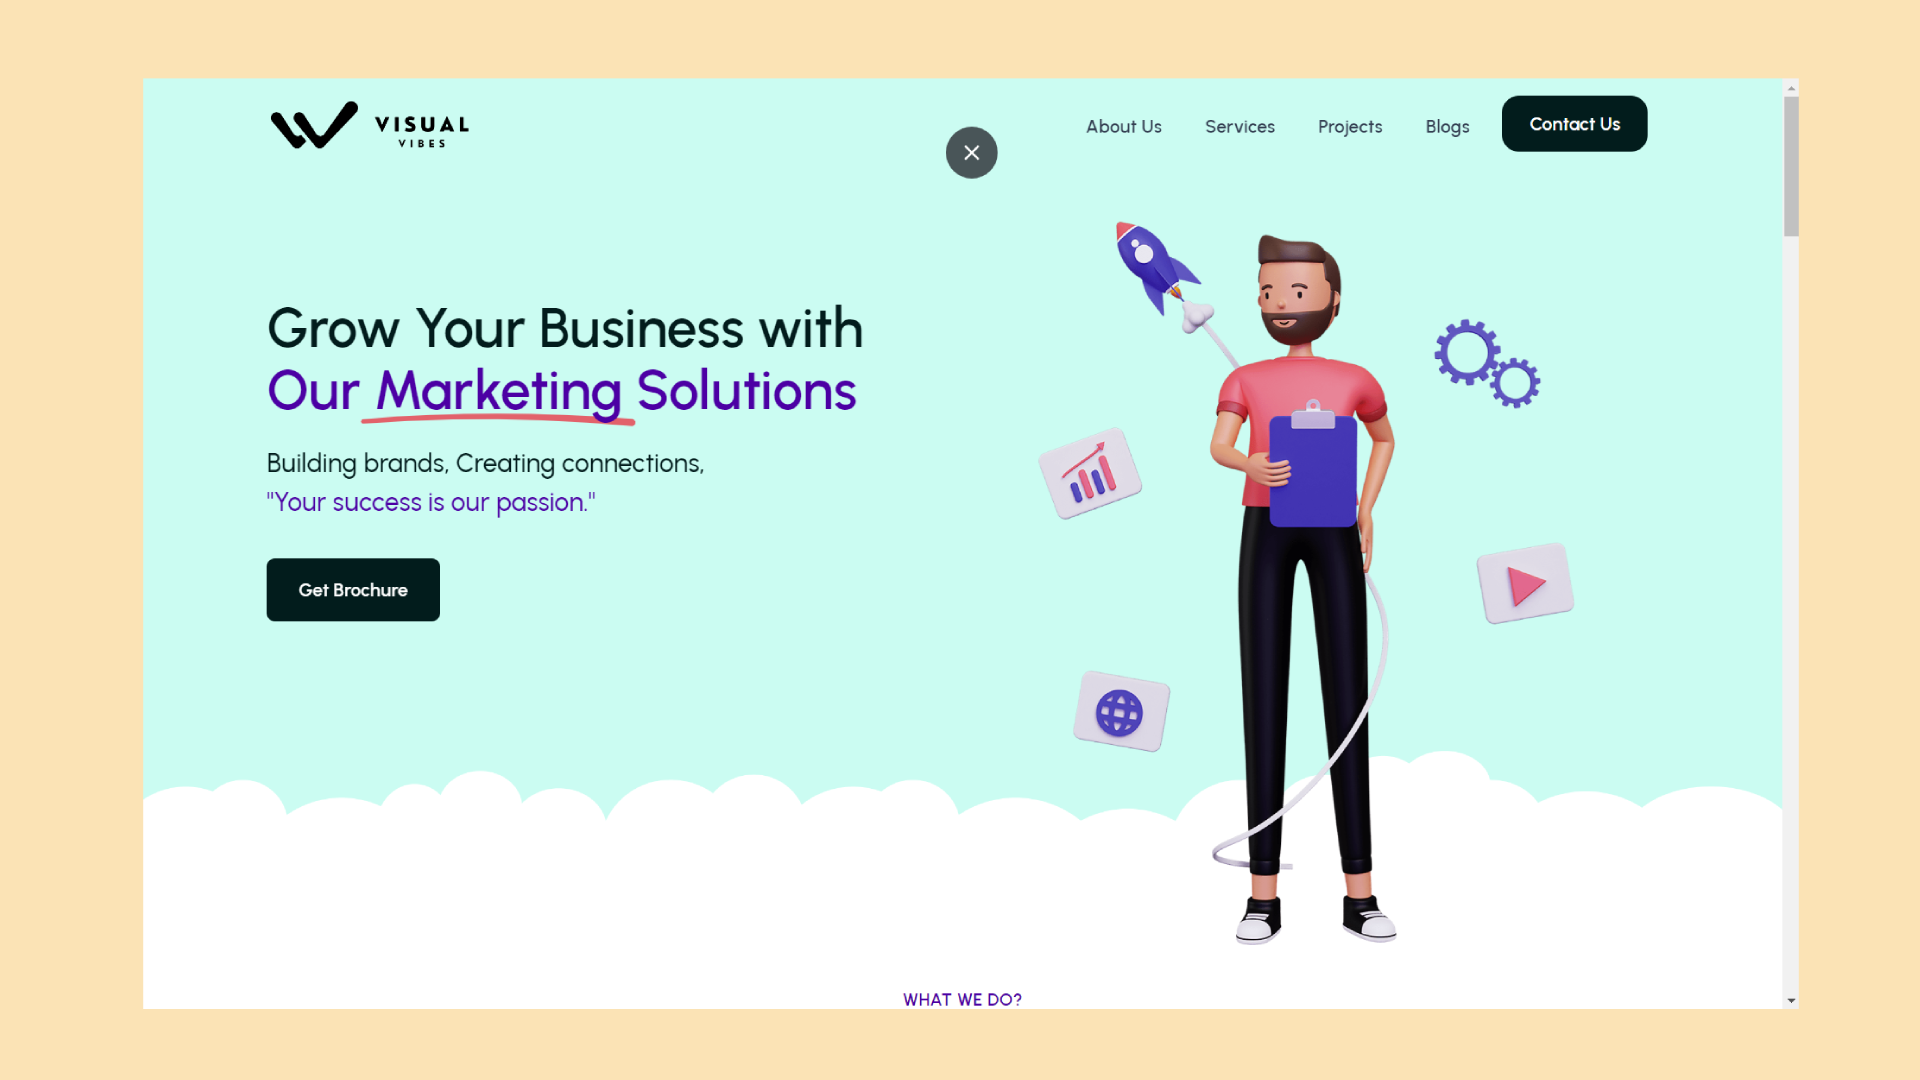 VISUAL
VIBES
About Us
Services
Projects
Blogs
Contact Us
Grow Your Business with
Our Marketing Solutions
Building brands, Creating connections,
"Your success is our passion."
Get Brochure
WHAT WE DO?